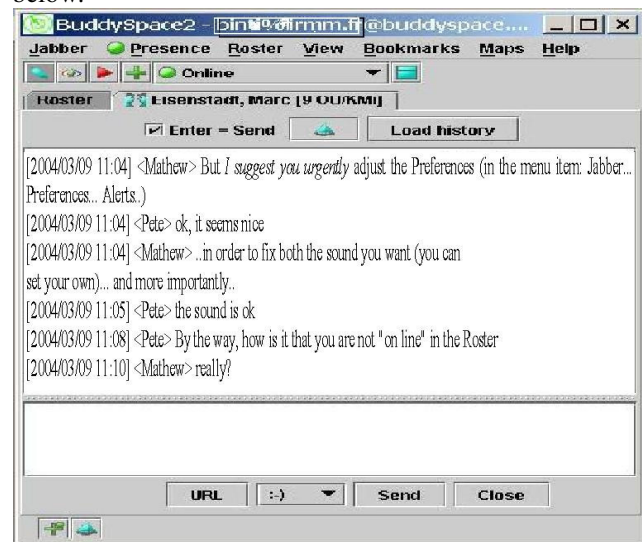 below.
BuddySpace2 - @buddyspace....
Jabber Presence Roster View Bookmarks Maps Help
Online
Roster Eisenstadt, Marc [9 OU/KMi]
Enter = Send Load history
[2004/03/09 11:04] <Mathew> But I suggest you urgently adjust the Preferences (in the menu item: Jabber...
Preferences... Alerts..)
[2004/03/09 11:04] <Pete> ok, it seems nice
[2004/03/09 11:04] <Mathew> ..in order to fix both the sound you want (you can
set your own)... and more importantly..
[2004/03/09 11:05] <Pete> the sound is ok
[2004/03/09 11:08] <Pete> By the way, how is it that you are not "on line" in the Roster
[2004/03/09 11:10] <Mathew> really?
URL :-) Send Close